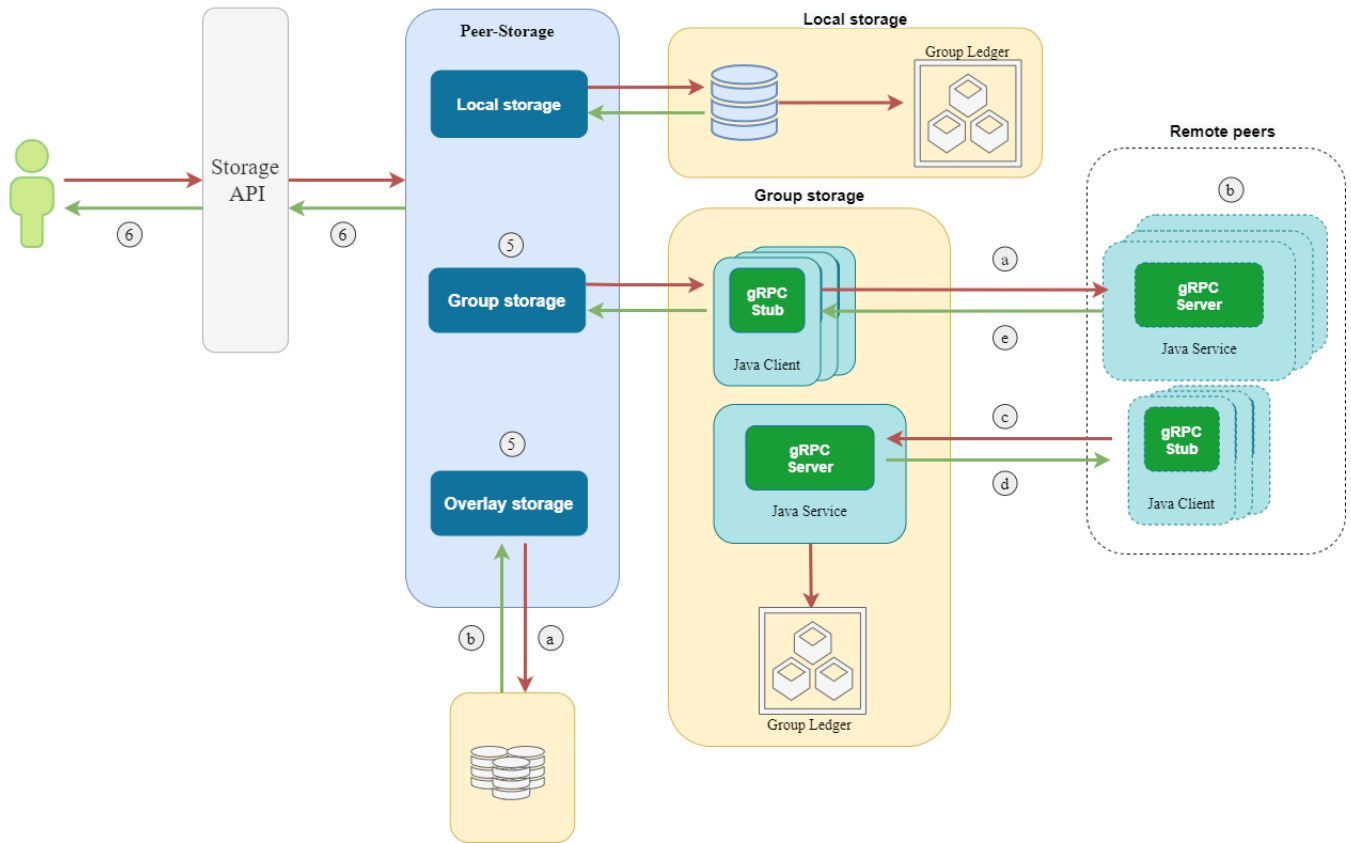 Local storage
Peer-Storage
Group Ledger
Local storage
Remote peers
Storage
API
b
Group storage
6
6
5
a
gRPC
Stub
gRPC
Server
Group storage
e
Java Service
Java Client
c
gRPC
Stub
5
gRPC
Server
d
Overlay storage
Java Service
Java Client
b
a
Group Ledger